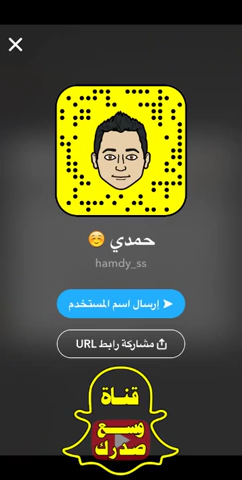 حمدي ☺️
hamdy_ss
إرسال اسم المستخدم
مشاركة رابط URL
قناة
وسع
صدرك